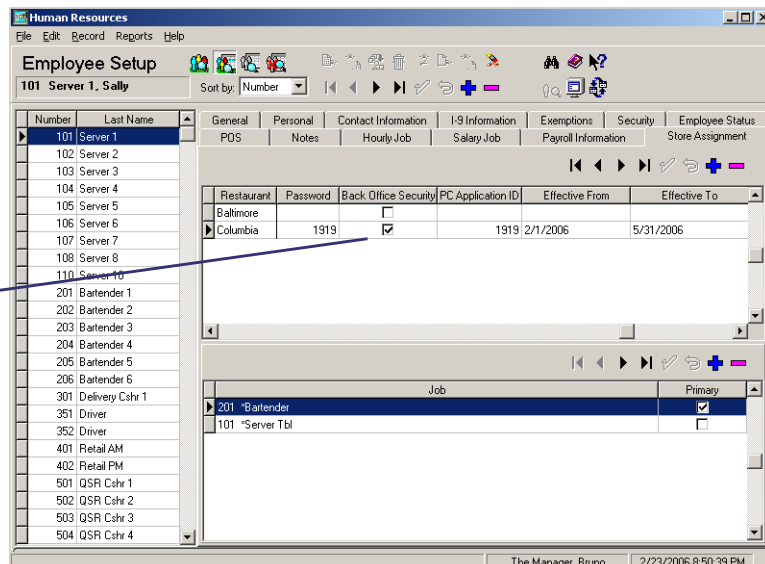 Human Resources
File Edit Record Reports Help
Employee Setup
101 Server 1, Sally
Sort by: Number
Number Last Name
101 Server 1
102 Server 2
103 Server 3
104 Server 4
105 Server 5
106 Server 6
107 Server 7
108 Server 8
110 Server 10
201 Bartender 1
202 Bartender 2
203 Bartender 3
204 Bartender 4
205 Bartender 5
206 Bartender 6
301 Delivery Cshr 1
351 Driver
352 Driver
401 Retail AM
402 Retail PM
501 QSR Cshr 1
502 QSR Cshr 2
503 QSR Cshr 3
504 QSR Cshr 4
General Personal Contact Information I-9 Information Exemptions Security Employee Status
POS Notes Hourly Job Salary Job Payroll Information Store Assignment
Restaurant Password Back Office Security PC Application ID Effective From Effective To
Baltimore
Columbia 1919 1919 2/1/2006 5/31/2006
Job Primary
201 *Bartender
101 *Server Tbl
The Manager, Bruno 2/23/2006 8:50:39 PM